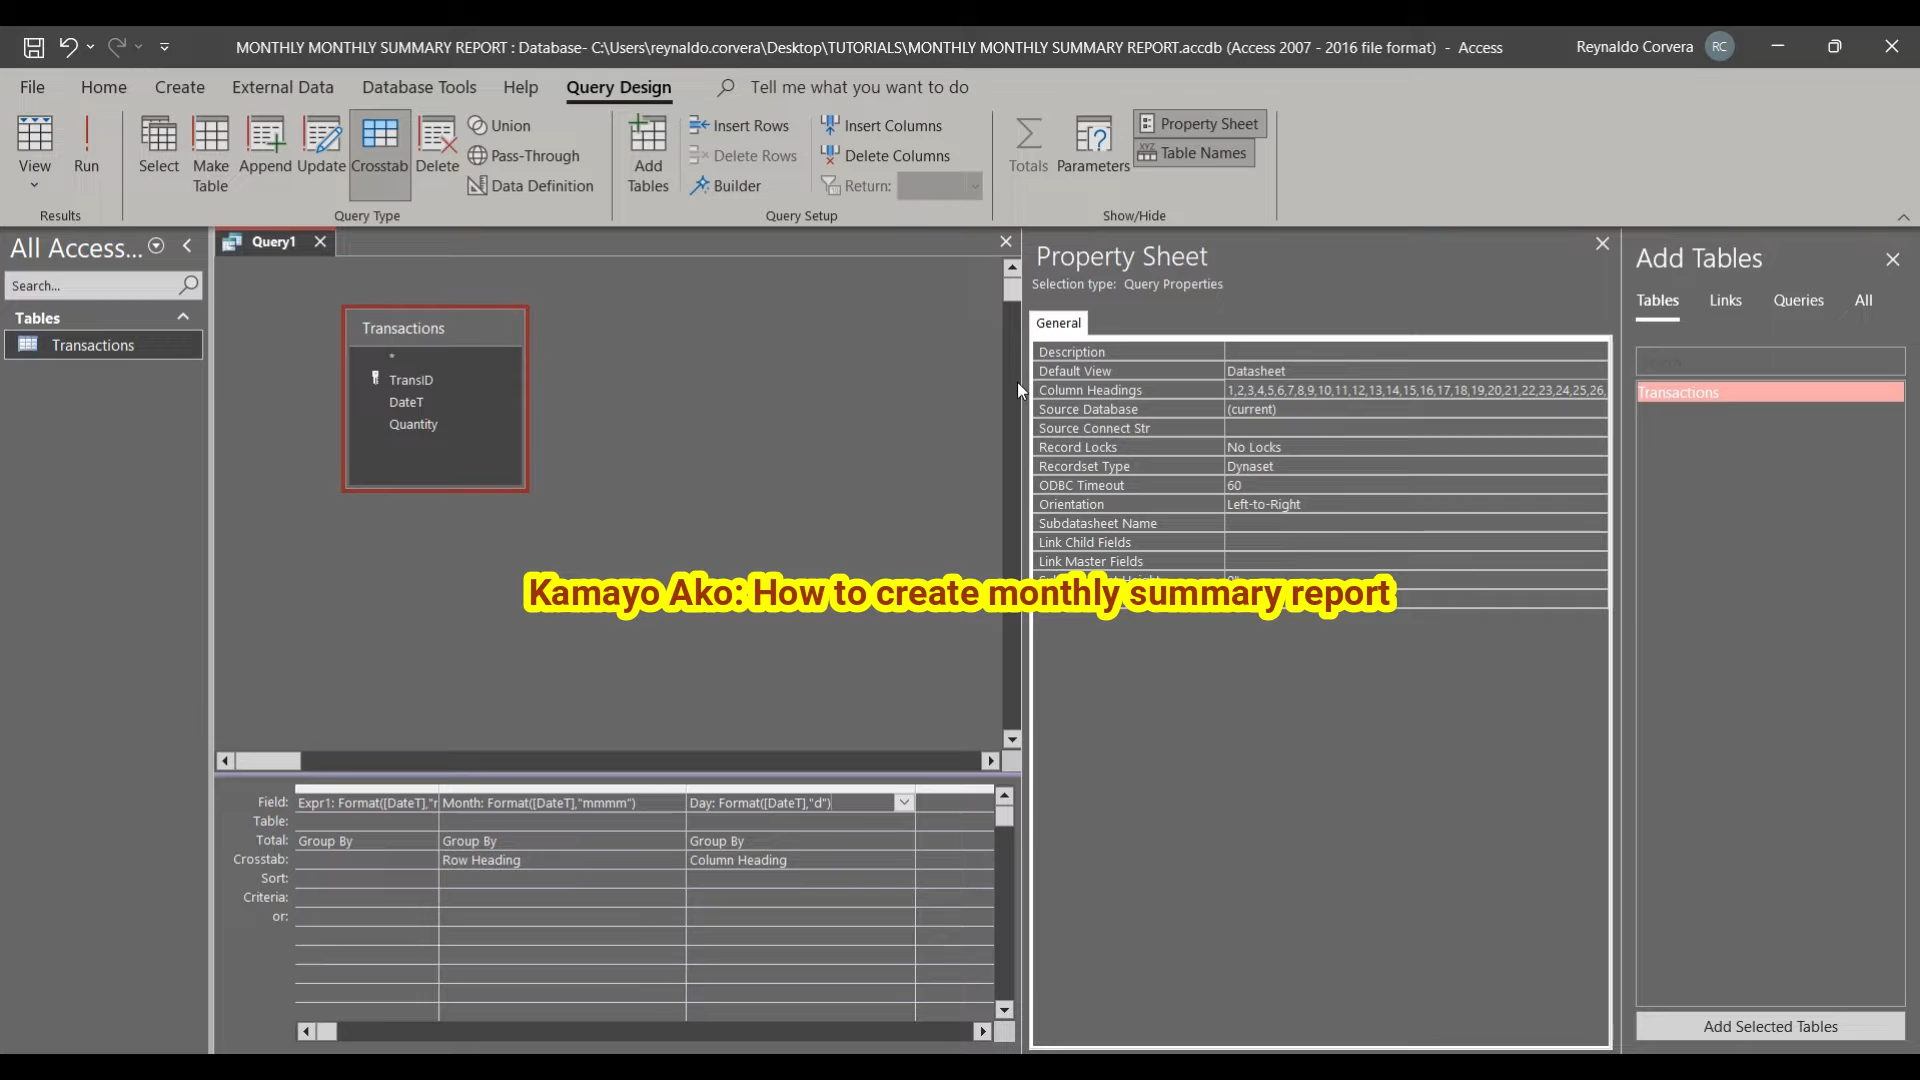 MONTHLY MONTHLY SUMMARY REPORT : Database- C:\Users\reynaldo.corvera\Desktop\TUTORIALS\MONTHLY MONTHLY SUMMARY REPORT.accdb (Access 2007 - 2016 file format) - Access
Reynaldo Corvera
RC
File
Home
Create
External Data
Database Tools
Help
Query Design
Tell me what you want to do
View
Run
Results
Select
Make
Table
Append
Update
Crosstab
Delete
Union
Pass-Through
Data Definition
Query Type
Add
Tables
Insert Rows
Delete Rows
Builder
Insert Columns
Delete Columns
Return:
Query Setup
Totals
Parameters
Property Sheet
XYZ
Table Names
Show/Hide
All Access...
Search...
Tables
Transactions
Query1
Transactions
*
TransID
DateT
Quantity
Field: Expr1: Format([DateT],"r Month: Format([DateT],"mmmm") Day: Format([DateT],"d")
Table:
Total: Group By Group By Group By
Crosstab: Row Heading Column Heading
Sort:
Criteria:
or:
Property Sheet
Selection type: Query Properties
General
Description
Default View Datasheet
Column Headings 1,2,3,4,5,6,7,8,9,10,11,12,13,14,15,16,17,18,19,20,21,22,23,24,25,26,
Source Database (current)
Source Connect Str
Record Locks No Locks
Recordset Type Dynaset
ODBC Timeout 60
Orientation Left-to-Right
Subdatasheet Name
Link Child Fields
Link Master Fields
Kamayo Ako: How to create monthly summary report
Add Tables
Tables
Links
Queries
All
Transactions
Add Selected Tables